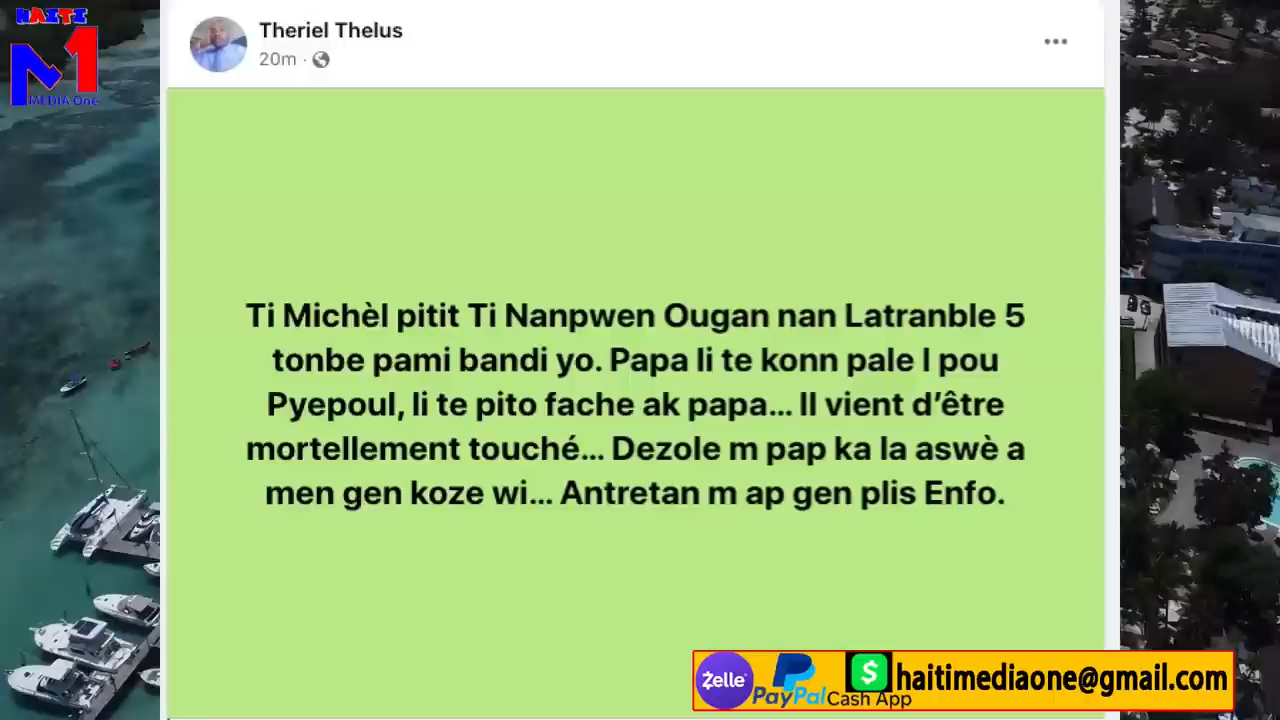 HAITI
M1
MEDIA One
Theriel Thelus
20m ·
Ti Michèl pitit Ti Nanpwen Ougan nan Latranble 5
tonbe pami bandi yo. Papa li te konn pale l pou
Pyepoul, li te pito fache ak papa... Il vient d’être
mortellement touché... Dezole m pap ka la aswè a
men gen koze wi... Antretan m ap gen plis Enfo.
Zelle
PayPal
$
Cash App
haitimediaone@gmail.com